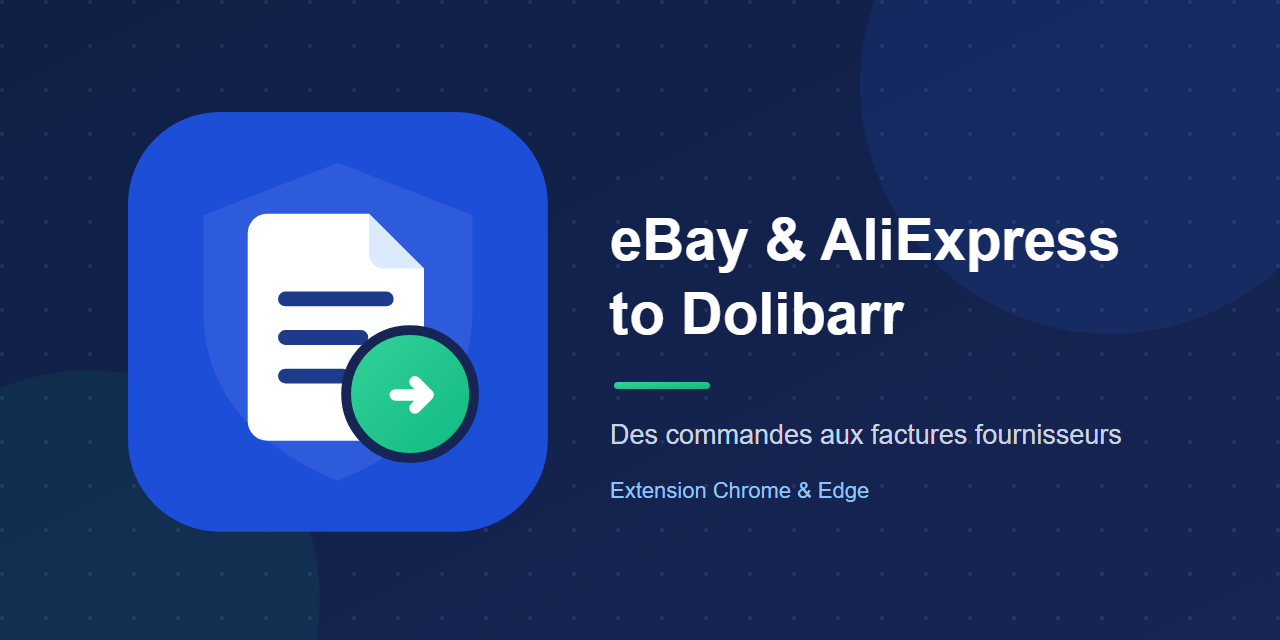 eBay & AliExpress
to Dolibarr
Des commandes aux factures fournisseurs
Extension Chrome & Edge